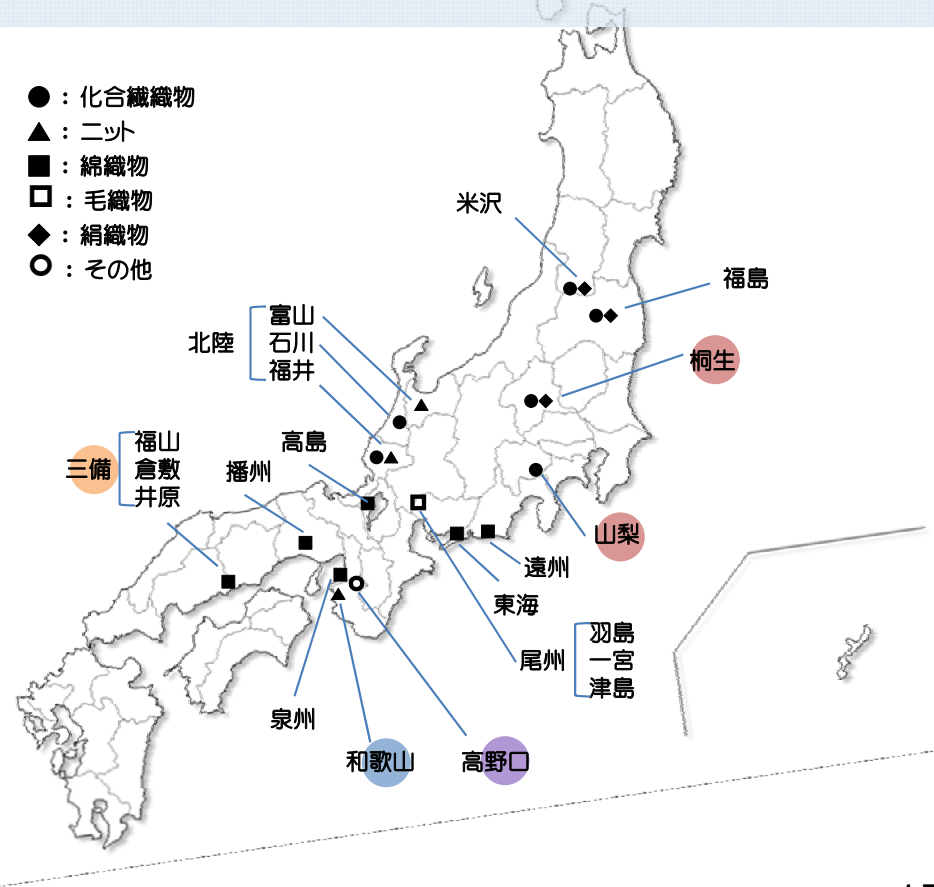 ●：化合繊織物
▲：ニット
■：綿織物
□：毛織物
◆：絹織物
○：その他
米沢
福島
北陸
富山
石川
福井
桐生
三備
福山
倉敷
井原
高島
播州
山梨
遠州
東海
尾州
羽島
一宮
津島
泉州
和歌山
高野口